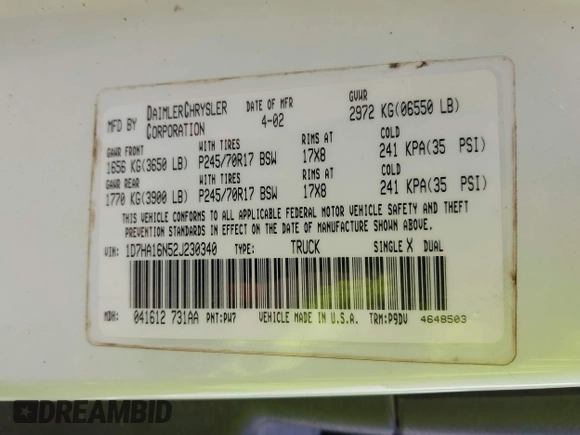 MFD BY DAIMLERCHRYSLER CORPORATION DATE OF MFR 4-02 GVWR 2972 KG(06550 LB)
GAWR FRONT WITH TIRES RIMS AT COLD
1656 KG(3650 LB) P245/70R17 BSW 17X8 241 KPA(35 PSI)
GAWR REAR WITH TIRES RIMS AT COLD
1770 KG(3900 LB) P245/70R17 BSW 17X8 241 KPA(35 PSI)
THIS VEHICLE CONFORMS TO ALL APPLICABLE FEDERAL MOTOR VEHICLE SAFETY AND THEFT
PREVENTION STANDARDS IN EFFECT ON THE DATE OF MANUFACTURE SHOWN ABOVE.
VIN: 1D7HA16N52J230340 TYPE: TRUCK SINGLE X DUAL
MDH: 041612 731AA PNT:PW7 VEHICLE MADE IN U.S.A. TRM:P9DV 4648503
DREAMBID